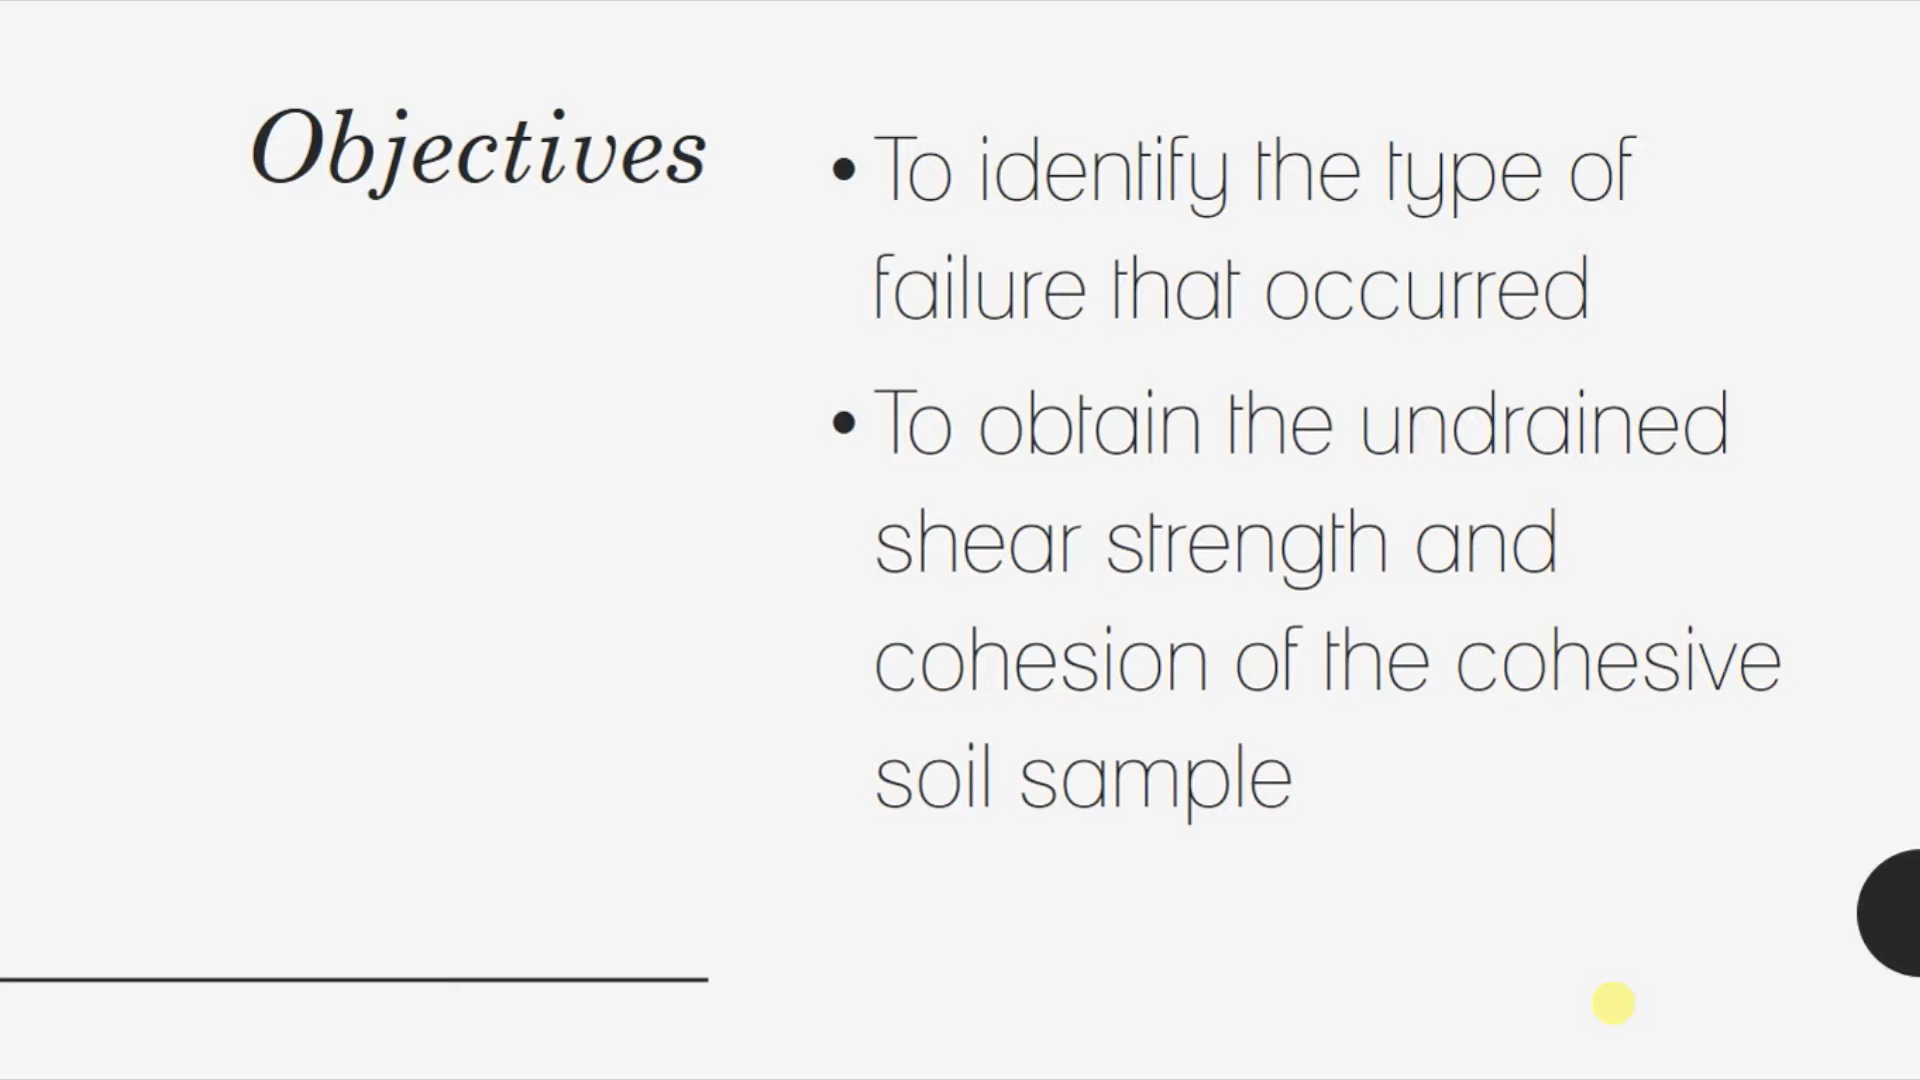 Objectives
• To identify the type of
failure that occurred
• To obtain the undrained
shear strength and
cohesion of the cohesive
soil sample